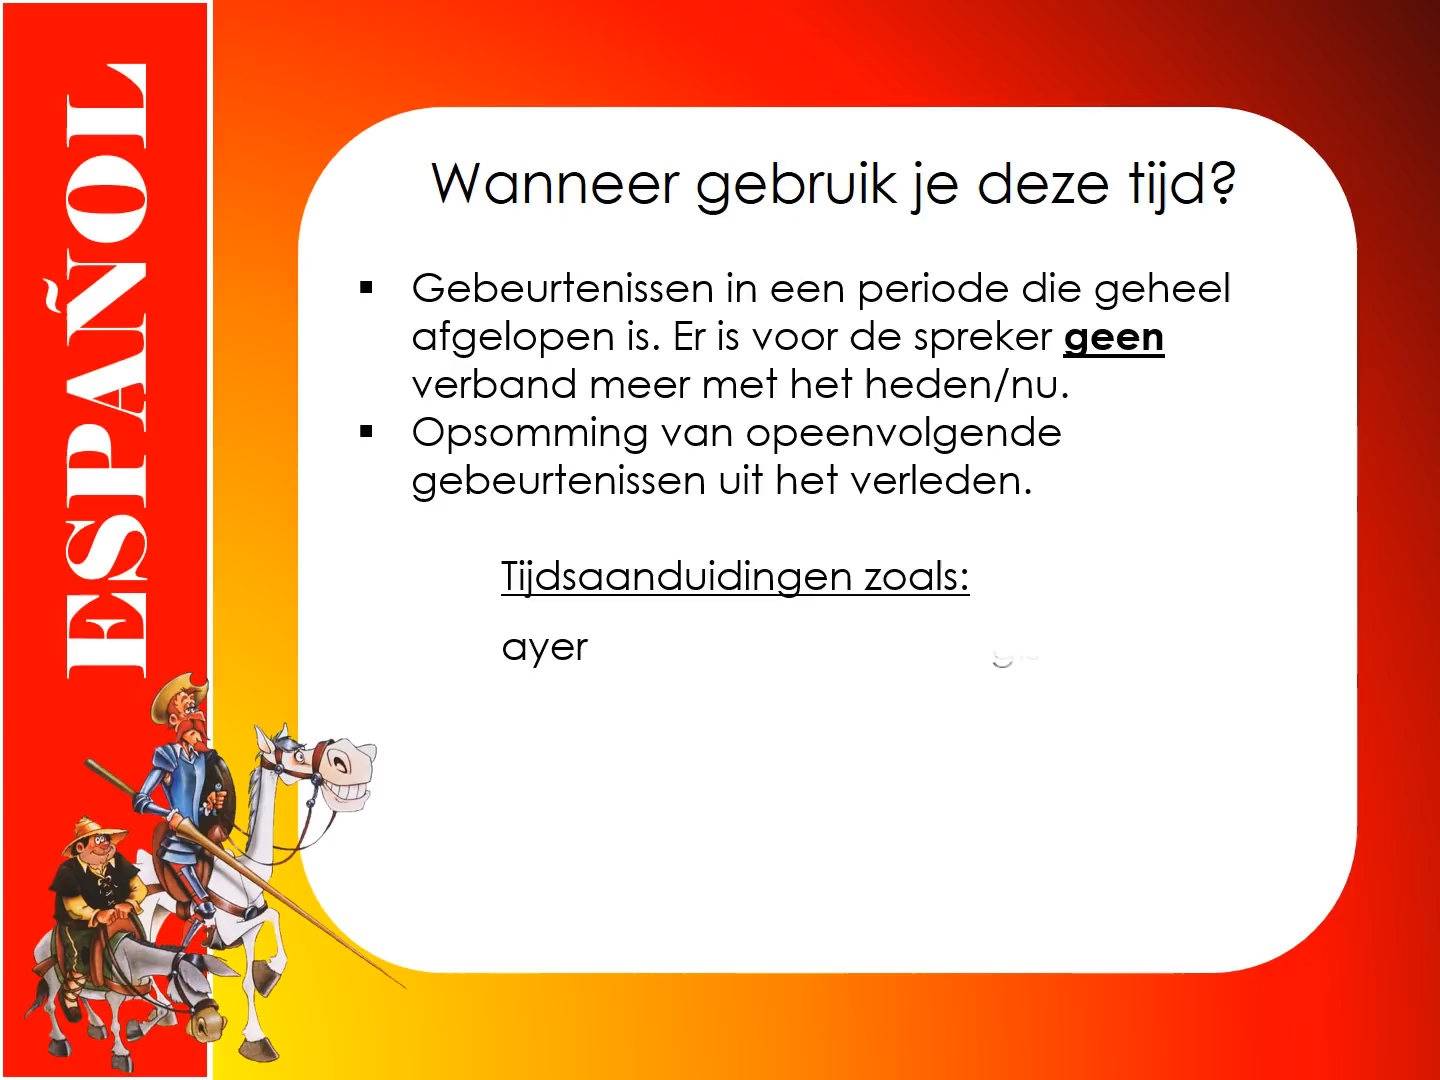 ESPAÑOL
Wanneer gebruik je deze tijd?
▪ Gebeurtenissen in een periode die geheel
afgelopen is. Er is voor de spreker geen
verband meer met het heden/nu.
▪ Opsomming van opeenvolgende
gebeurtenissen uit het verleden.
Tijdsaanduidingen zoals:
ayer